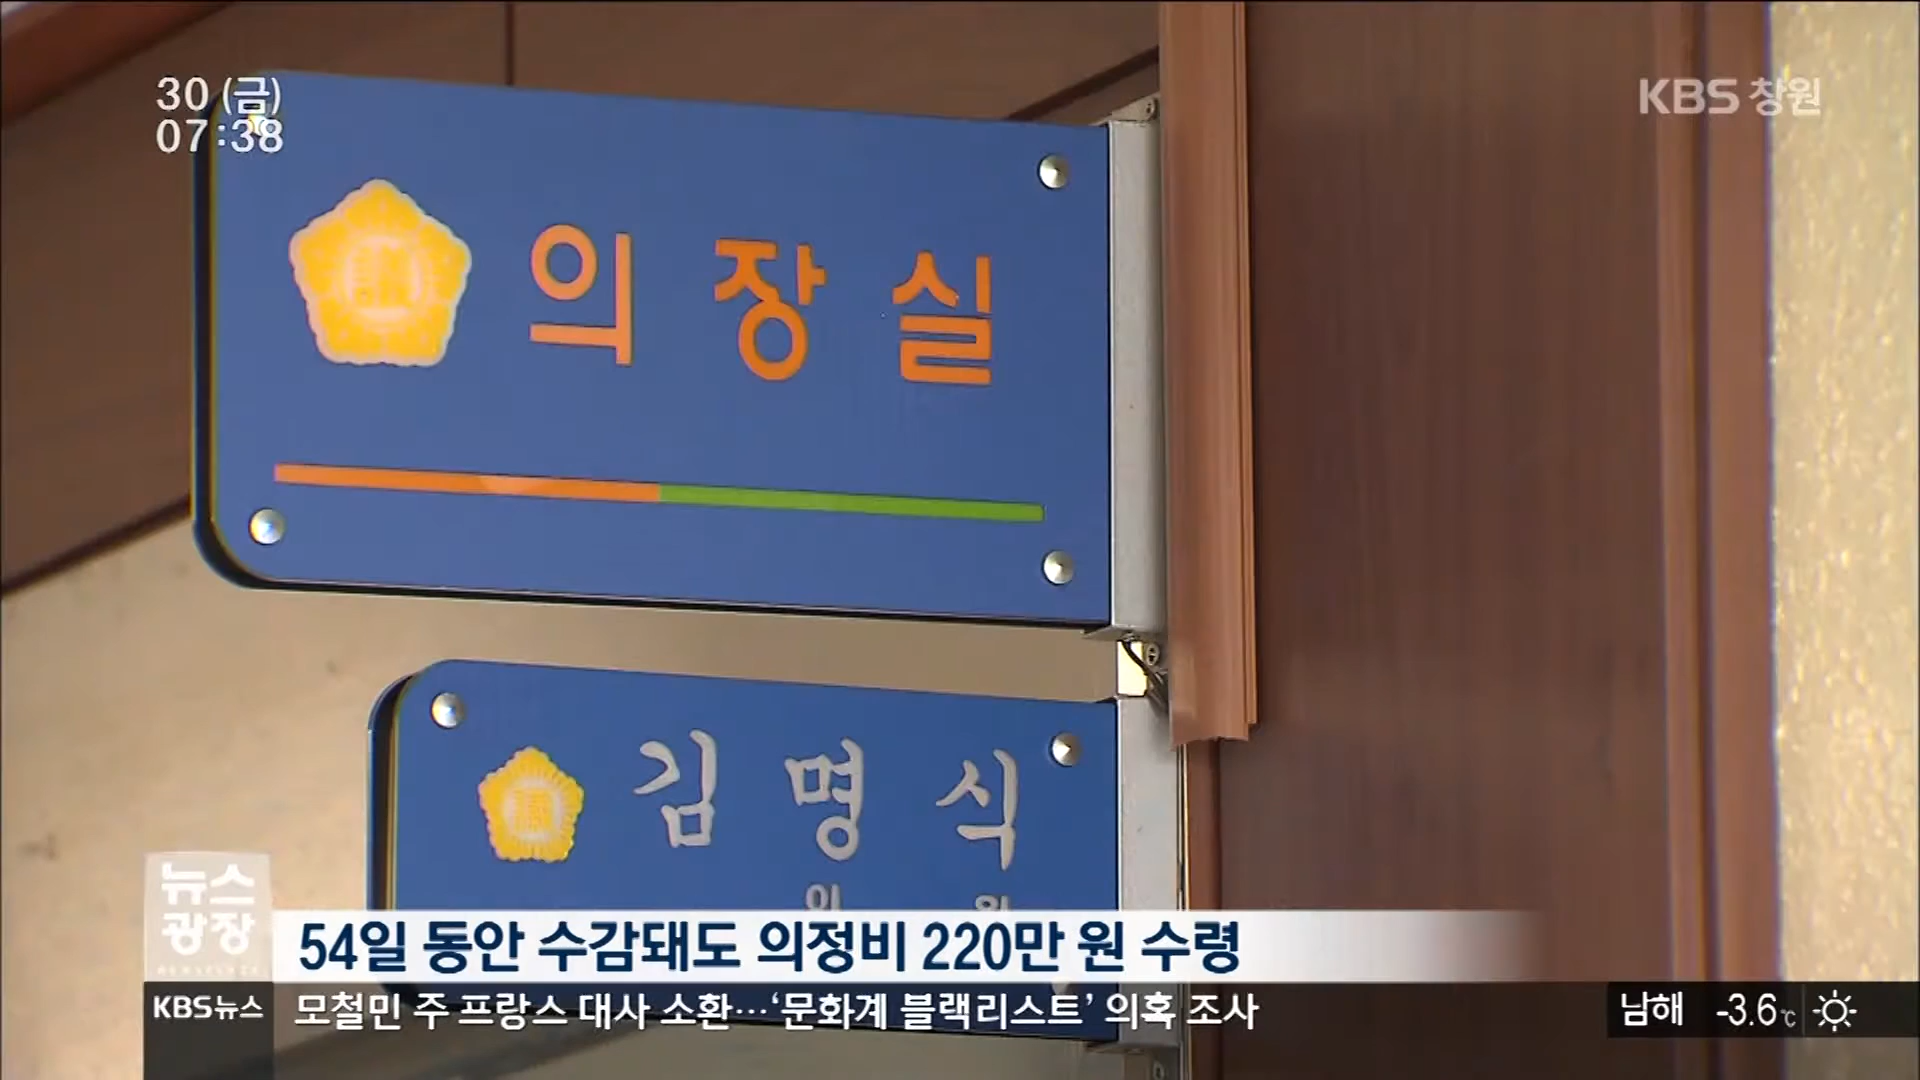 30 (금)
07:38
KBS 창원
의장실
김명식
뉴스
광장
54일 동안 수감돼도 의정비 220만 원 수령
KBS뉴스 모철민 주 프랑스 대사 소환…‘문화계 블랙리스트’ 의혹 조사
남해 -3.6℃